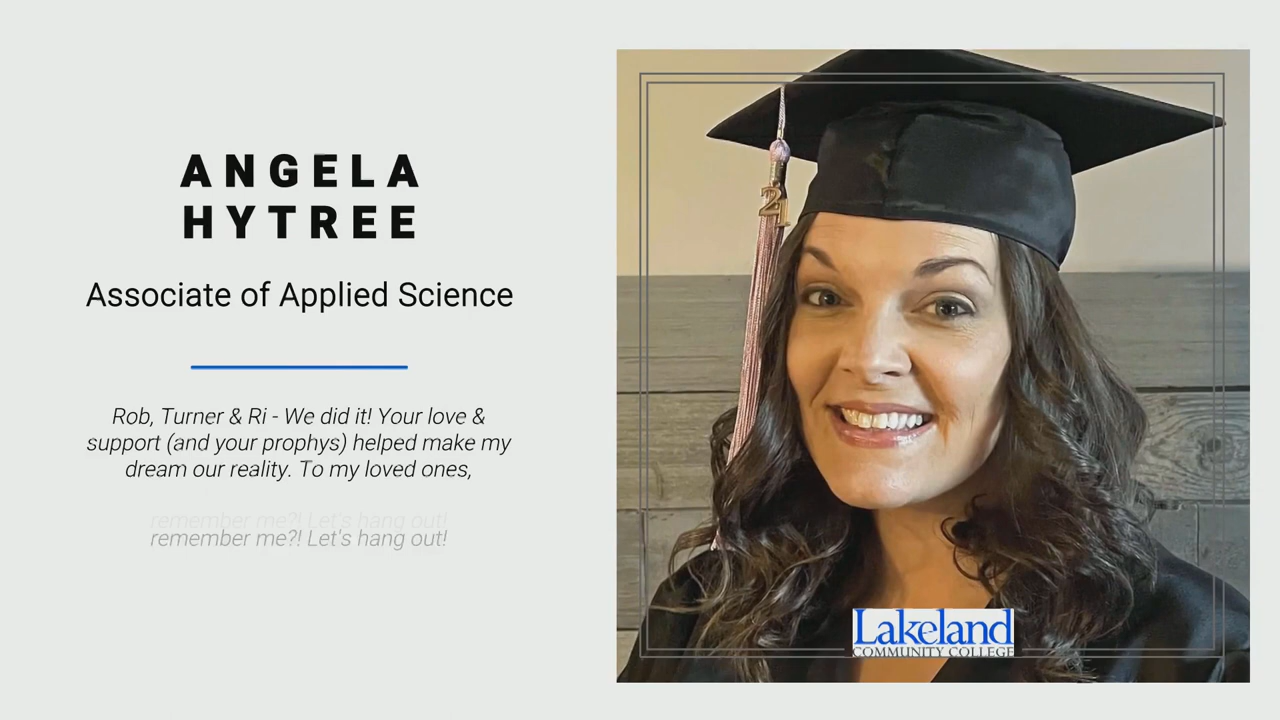 ANGELA
HYTREE
Associate of Applied Science
Rob, Turner & Ri - We did it! Your love &
support (and your prophys) helped make my
dream our reality. To my loved ones,
remember me?! Let's hang out!
remember me?! Let's hang out!
21
Lakeland
COMMUNITY COLLEGE